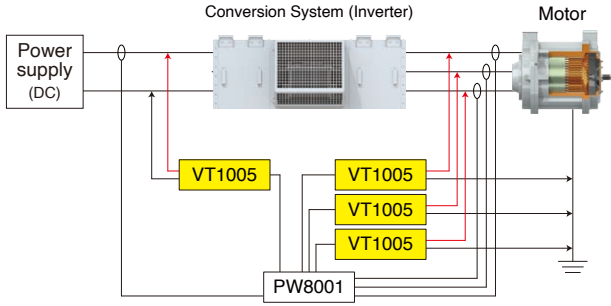 Conversion System (Inverter)
Motor
Power
supply
(DC)
VT1005
VT1005
VT1005
VT1005
PW8001